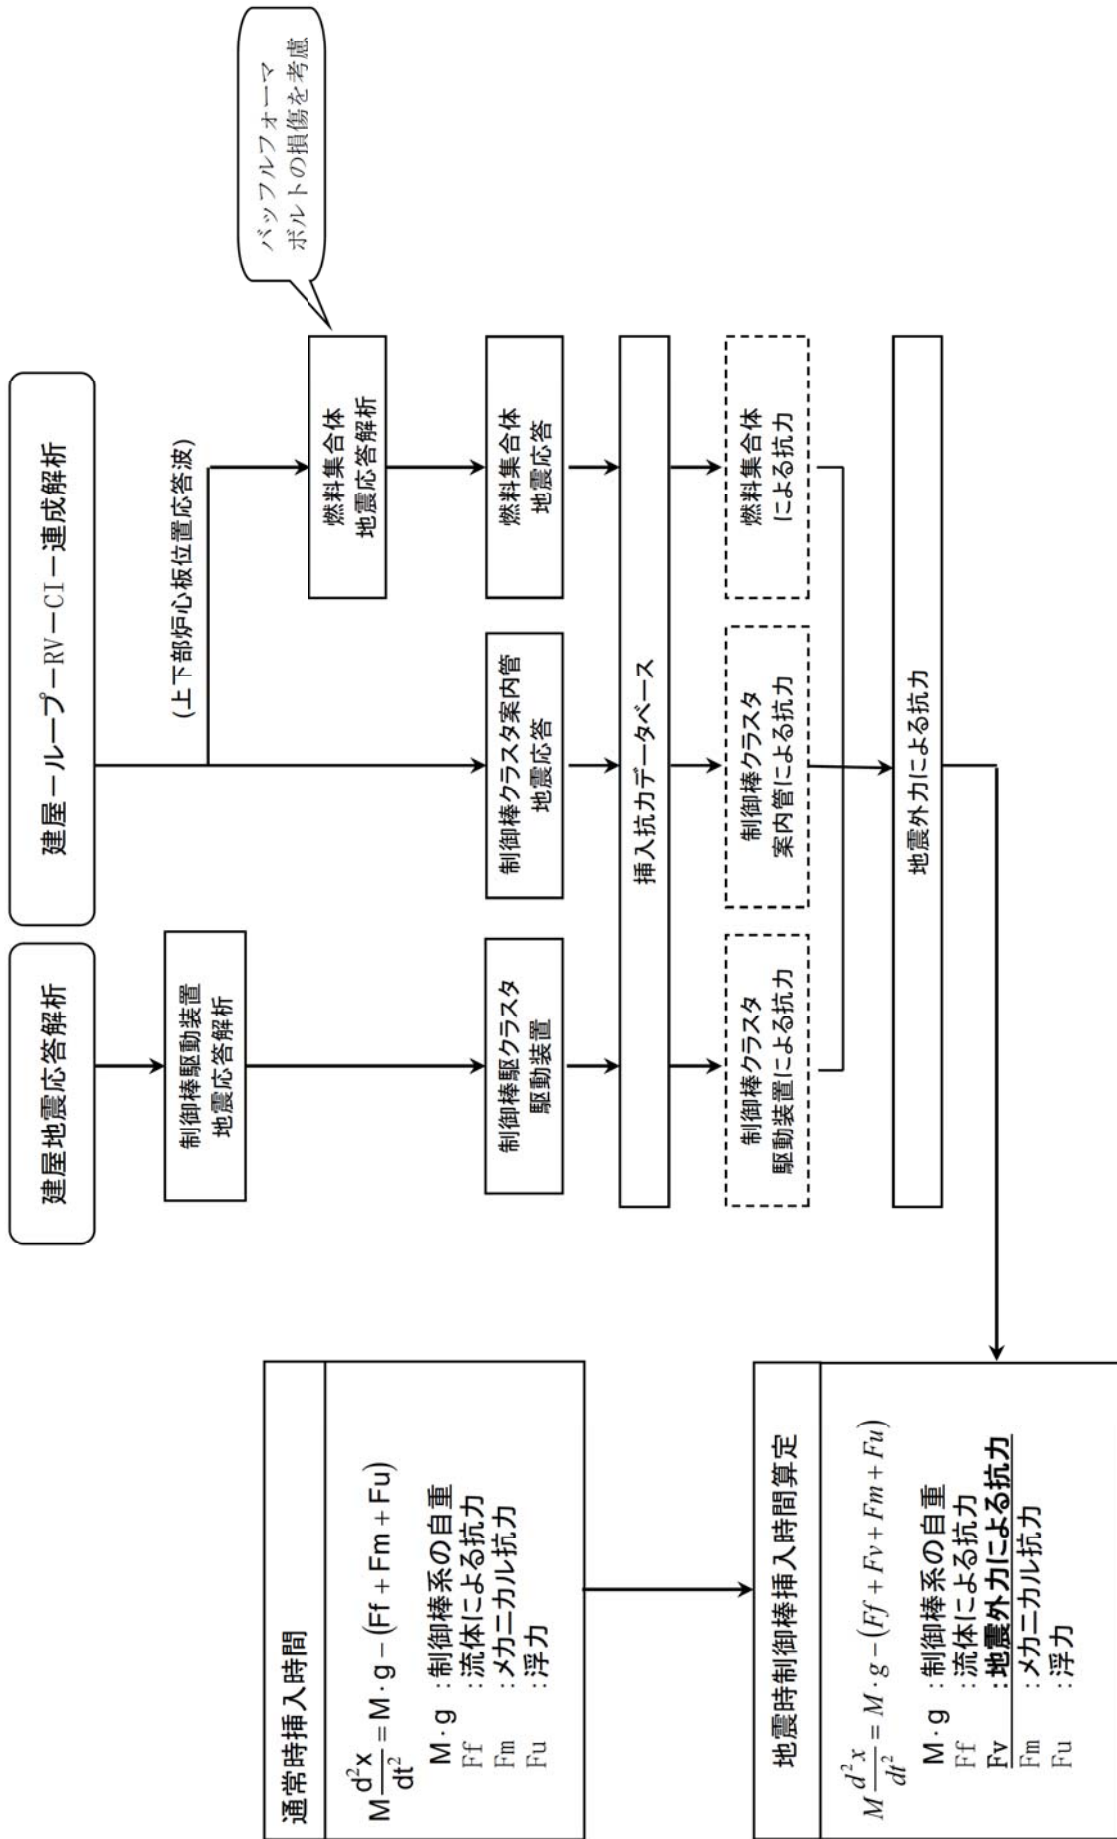 建屋地震応答解析
建屋－ループ－RV－CI－連成解析
制御棒駆動装置
地震応答解析
(上下部炉心板位置応答波)
燃料集合体
地震応答解析
バッフルフォーマ
ボルトの損傷を考慮
制御棒駆クラスタ
駆動装置
制御棒クラスタ案内管
地震応答
燃料集合体
地震応答
挿入抗力データベース
制御棒クラスタ
駆動装置による抗力
制御棒クラスタ
案内管による抗力
燃料集合体
による抗力
地震外力による抗力
通常時挿入時間
M d²x/dt² = M·g－(Ff＋Fm＋Fu)
M·g :制御棒系の自重
Ff :流体による抗力
Fm :メカニカル抗力
Fu :浮力
地震時制御棒挿入時間算定
M d²x/dt² = M·g－(Ff+Fv+Fm+Fu)
M·g :制御棒系の自重
Ff :流体による抗力
Fv :地震外力による抗力
Fm :メカニカル抗力
Fu :浮力